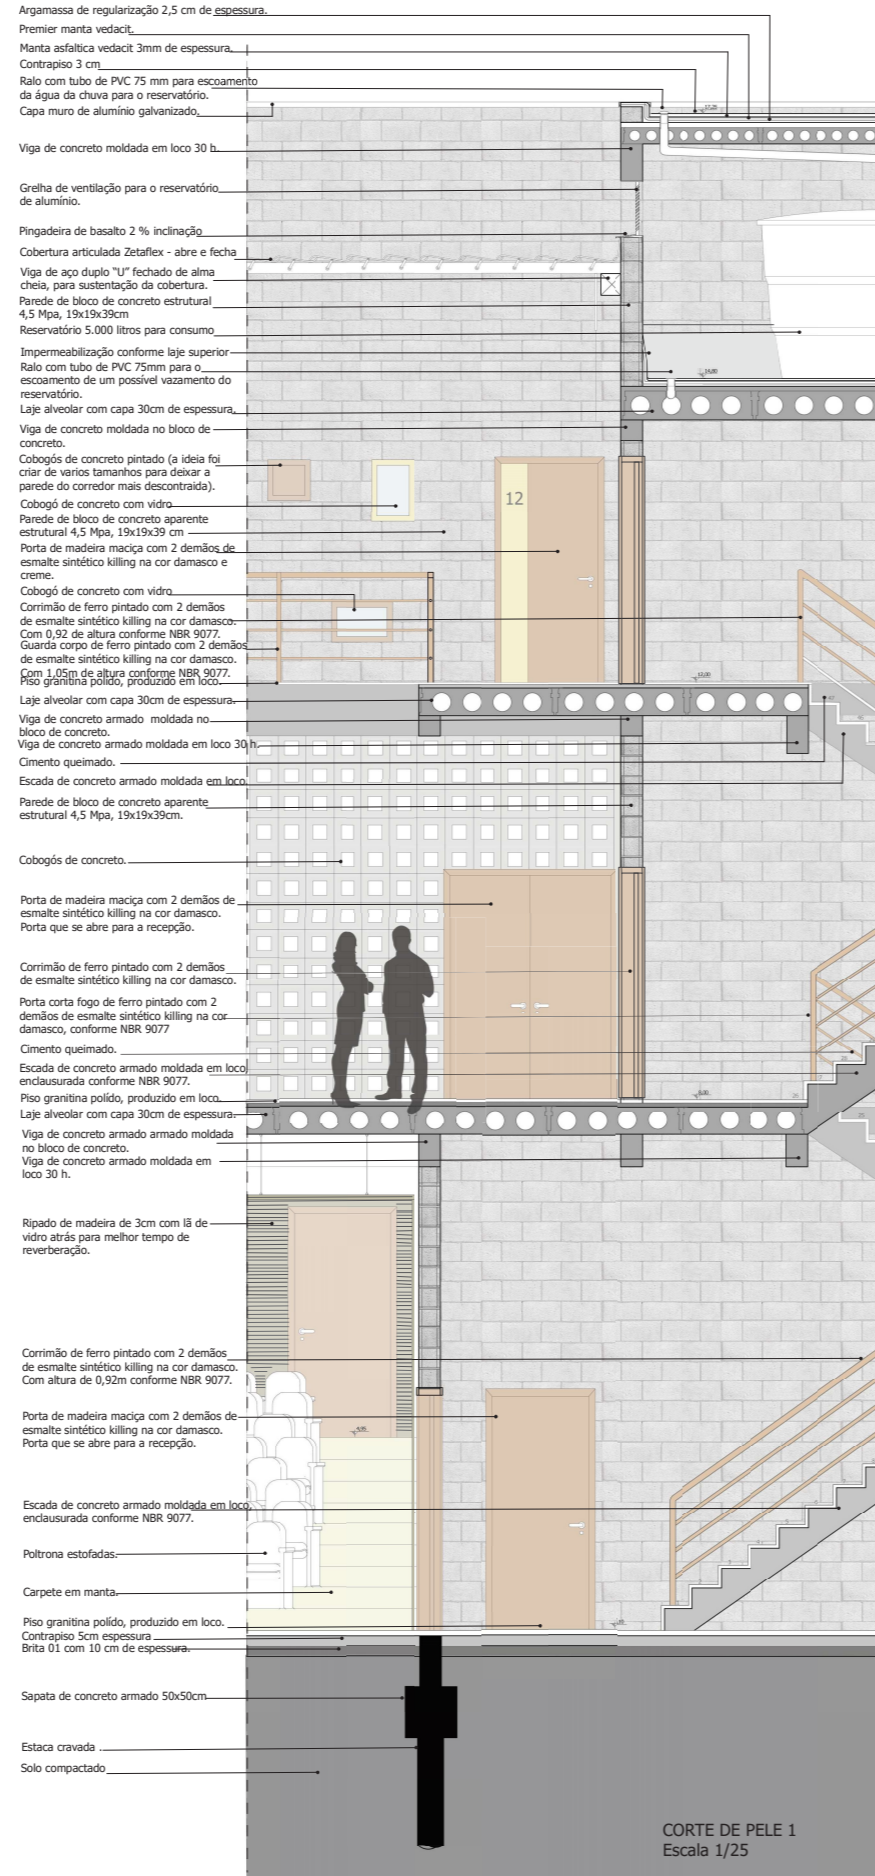 Argamassa de regularização 2,5 cm de espessura.
Premier manta vedacit.
Manta asfaltica vedacit 3mm de espessura.
Contrapiso 3 cm
Ralo com tubo de PVC 75 mm para escoamento
da água da chuva para o reservatório.
Capa muro de alumínio galvanizado.
Viga de concreto moldada em loco 30 h.
Grelha de ventilação para o reservatório
de alumínio.
Pingadeira de basalto 2 % inclinação
Cobertura articulada Zetaflex - abre e fecha
Viga de aço duplo "U" fechado de alma
cheia, para sustentação da cobertura.
Parede de bloco de concreto estrutural
4,5 Mpa, 19x19x39cm
Reservatório 5.000 litros para consumo
Impermeabilização conforme laje superior
Ralo com tubo de PVC 75mm para o
escoamento de um possível vazamento do
reservatório.
Laje alveolar com capa 30cm de espessura.
Viga de concreto moldada no bloco de
concreto.
Cobogós de concreto pintado (a ideia foi
criar de varios tamanhos para deixar a
parede do corredor mais descontraida).
Cobogó de concreto com vidro
Parede de bloco de concreto aparente
estrutural 4,5 Mpa, 19x19x39 cm
Porta de madeira maciça com 2 demãos de
esmalte sintético killing na cor damasco e
creme.
Cobogó de concreto com vidro
Corrimão de ferro pintado com 2 demãos
de esmalte sintético killing na cor damasco.
Com 0,92 de altura conforme NBR 9077.
Guarda corpo de ferro pintado com 2 demãos
de esmalte sintético killing na cor damasco.
Com 1,05m de altura conforme NBR 9077.
Piso granitina polido, produzido em loco.
Laje alveolar com capa 30cm de espessura.
Viga de concreto armado moldada no
bloco de concreto.
Viga de concreto armado moldada em loco 30 h.
Cimento queimado.
Escada de concreto armado moldada em loco
Parede de bloco de concreto aparente
estrutural 4,5 Mpa, 19x19x39cm.
Cobogós de concreto.
Porta de madeira maciça com 2 demãos de
esmalte sintético killing na cor damasco.
Porta que se abre para a recepção.
Corrimão de ferro pintado com 2 demãos
de esmalte sintético killing na cor damasco.
Porta corta fogo de ferro pintado com 2
demãos de esmalte sintético killing na cor
damasco, conforme NBR 9077
Cimento queimado.
Escada de concreto armado moldada em loco
enclausurada conforme NBR 9077.
Piso granitina polído, produzido em loco.
Laje alveolar com capa 30cm de espessura.
Viga de concreto armado armado moldada
no bloco de concreto.
Viga de concreto armado moldada em
loco 30 h.
Ripado de madeira de 3cm com lã de
vidro atrás para melhor tempo de
reverberação.
Corrimão de ferro pintado com 2 demãos
de esmalte sintético killing na cor damasco.
Com altura de 0,92m conforme NBR 9077.
Porta de madeira maciça com 2 demãos de
esmalte sintético killing na cor damasco.
Porta que se abre para a recepção.
Escada de concreto armado moldada em loco,
enclausurada conforme NBR 9077.
Poltrona estofadas.
Carpete em manta.
Piso granitina polído, produzido em loco.
Contrapiso 5cm espessura
Brita 01 com 10 cm de espessura.
Sapata de concreto armado 50x50cm
Estaca cravada .
Solo compactado
12
CORTE DE PELE 1
Escala 1/25